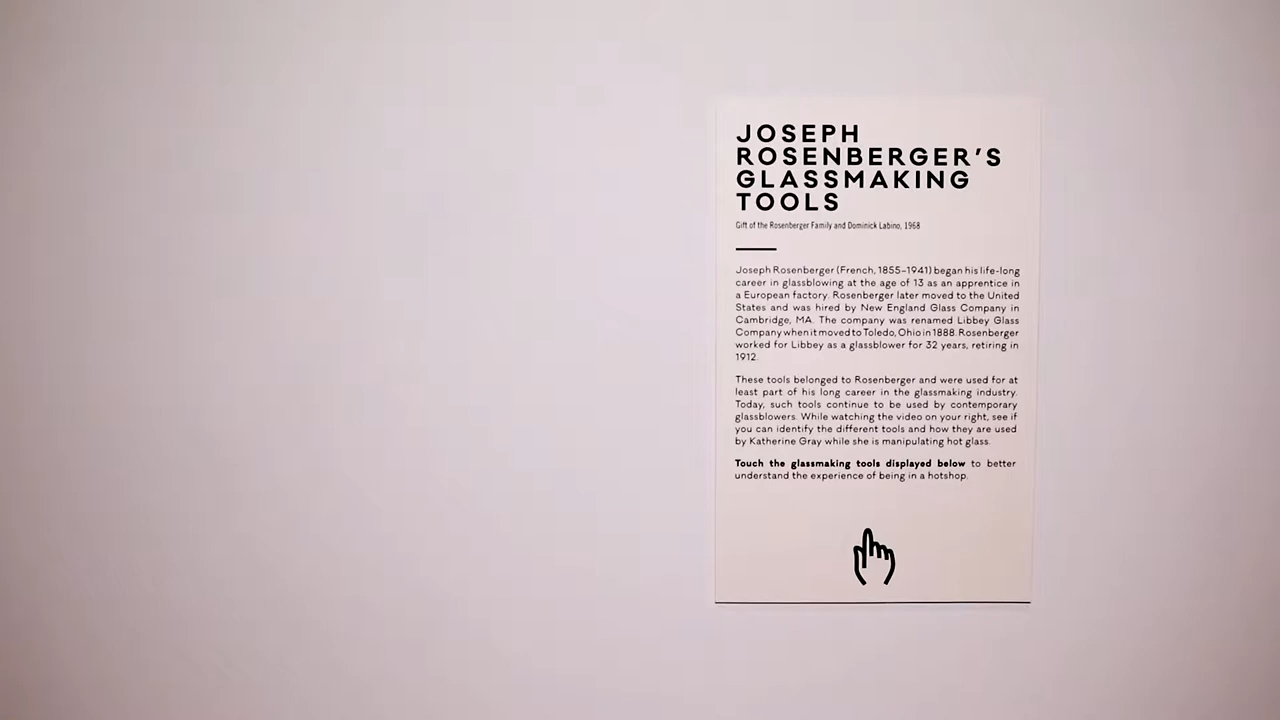 JOSEPH
ROSENBERGER'S
GLASSMAKING
TOOLS
Gift of the Rosenberger Family and Dominick Labino, 1968
Joseph Rosenberger (French, 1855–1941) began his life-long
career in glassblowing at the age of 13 as an apprentice in
a European factory. Rosenberger later moved to the United
States and was hired by New England Glass Company in
Cambridge, MA. The company was renamed Libbey Glass
Company when it moved to Toledo, Ohio in 1888. Rosenberger
worked for Libbey as a glassblower for 32 years, retiring in
1912.
These tools belonged to Rosenberger and were used for at
least part of his long career in the glassmaking industry.
Today, such tools continue to be used by contemporary
glassblowers. While watching the video on your right, see if
you can identify the different tools and how they are used
by Katherine Gray while she is manipulating hot glass.
Touch the glassmaking tools displayed below to better
understand the experience of being in a hotshop.